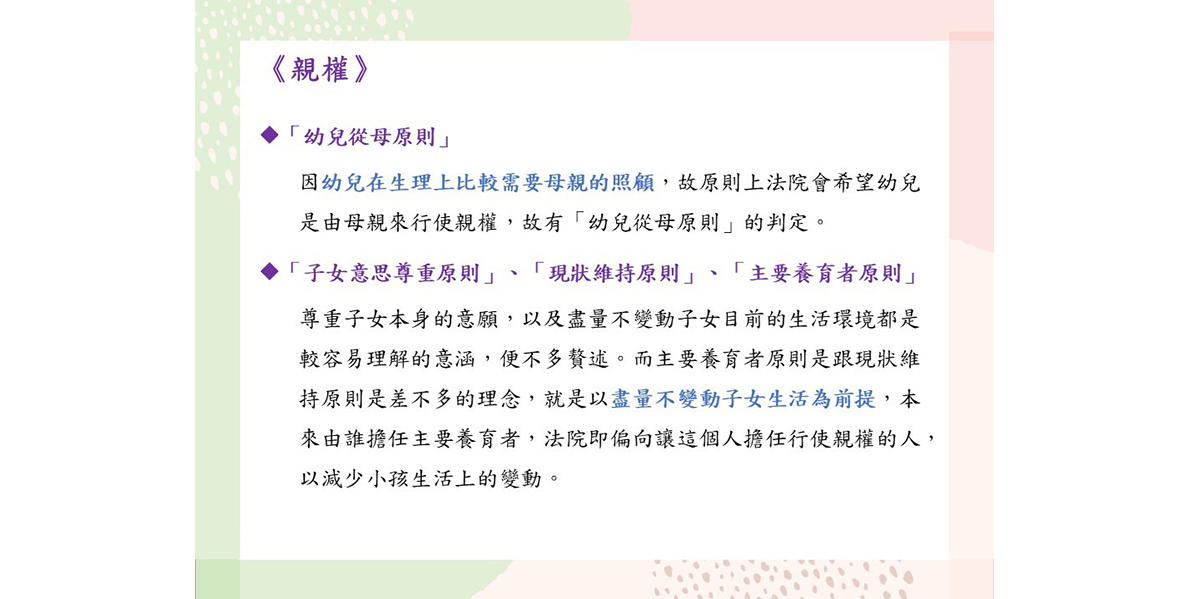 《親權》
◆「幼兒從母原則」
因幼兒在生理上比較需要母親的照顧，故原則上法院會希望幼兒
是由母親來行使親權，故有「幼兒從母原則」的判定。
◆「子女意思尊重原則」、「現狀維持原則」、「主要養育者原則」
尊重子女本身的意願，以及盡量不變動子女目前的生活環境都是
較容易理解的意涵，便不多贅述。而主要養育者原則是跟現狀維
持原則是差不多的理念，就是以盡量不變動子女生活為前提，本
來由誰擔任主要養育者，法院即偏向讓這個人擔任行使親權的人，
以減少小孩生活上的變動。